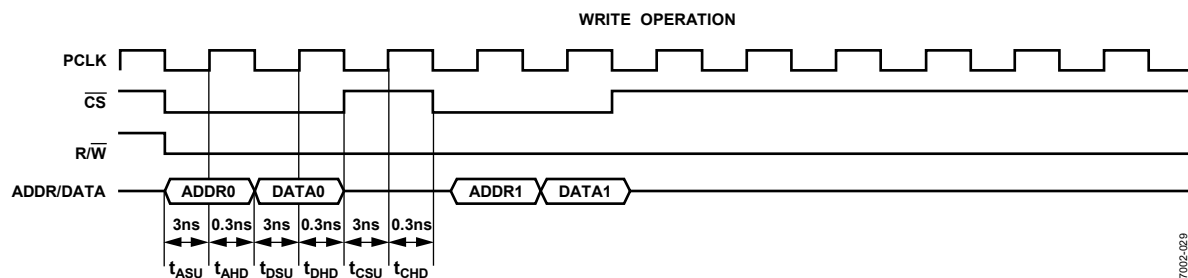 WRITE OPERATION
PCLK
CS
R/W
ADDR/DATA
ADDR0 DATA0 ADDR1 DATA1
3ns 0.3ns 3ns 0.3ns 3ns 0.3ns
tASU tAHD tDSU tDHD tCSU tCHD
7002-029